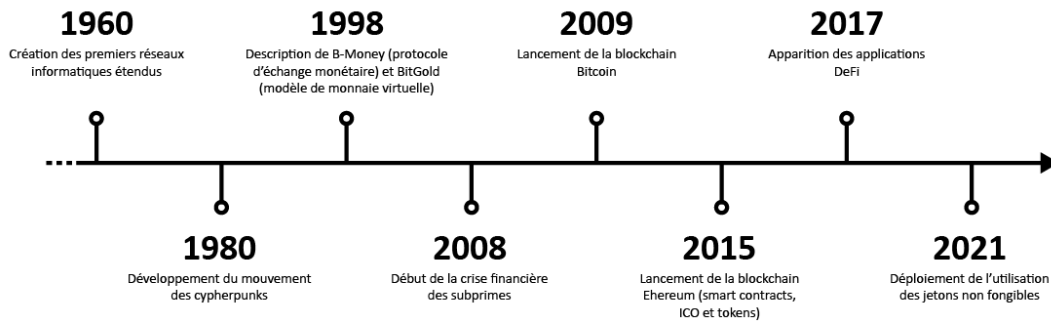 1960
Création des premiers réseaux
informatiques étendus
1998
Description de B-Money (protocole
d'échange monétaire) et BitGold
(modèle de monnaie virtuelle)
2009
Lancement de la blockchain
Bitcoin
2017
Apparition des applications
DeFi
1980
Développement du mouvement
des cypherpunks
2008
Début de la crise financière
des subprimes
2015
Lancement de la blockchain
Ehereum (smart contracts,
ICO et tokens)
2021
Déploiement de l'utilisation
des jetons non fongibles